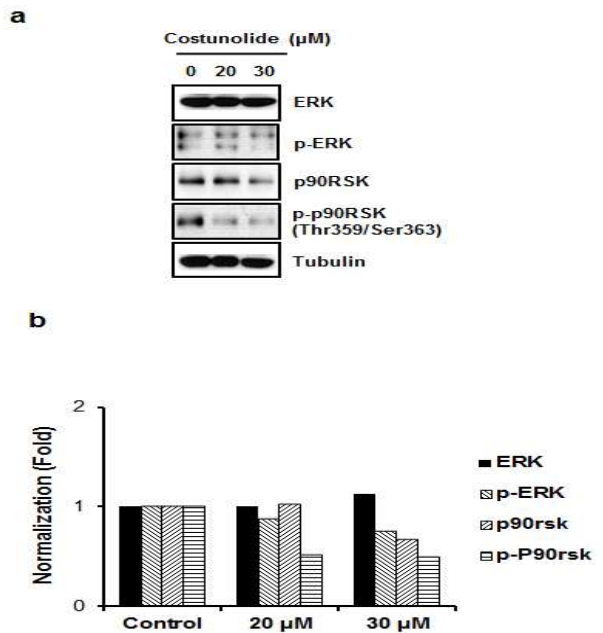 a
Costunolide (µM)
0 20 30
ERK
p-ERK
p90RSK
p-p90RSK
(Thr359/Ser363)
Tubulin
b
Normalization (Fold)
2
1
0
Control 20 µM 30 µM
ERK
p-ERK
p90rsk
p-P90rsk